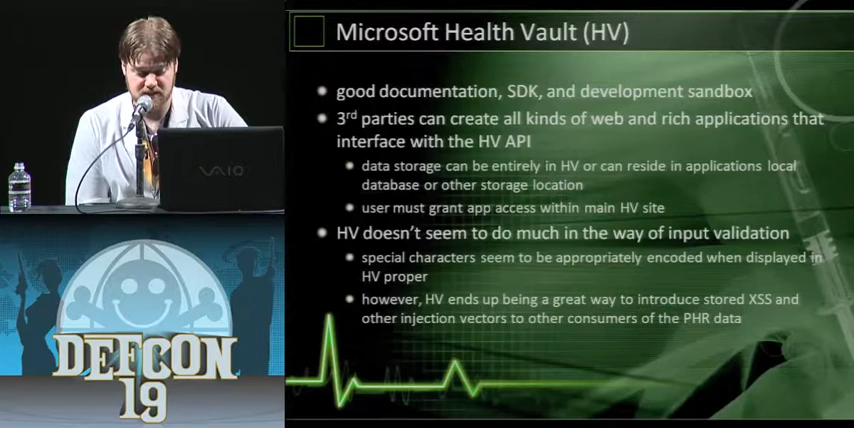 Microsoft Health Vault (HV)
good documentation, SDK, and development sandbox
3rd parties can create all kinds of web and rich applications that
interface with the HV API
data storage can be entirely in HV or can reside in applications local
database or other storage location
user must grant app access within main HV site
HV doesn't seem to do much in the way of input validation
special characters seem to be appropriately encoded when displayed in
HV proper
however, HV ends up being a great way to introduce stored XSS and
other injection vectors to other consumers of the PHR data
VAIO
DEFCON
19